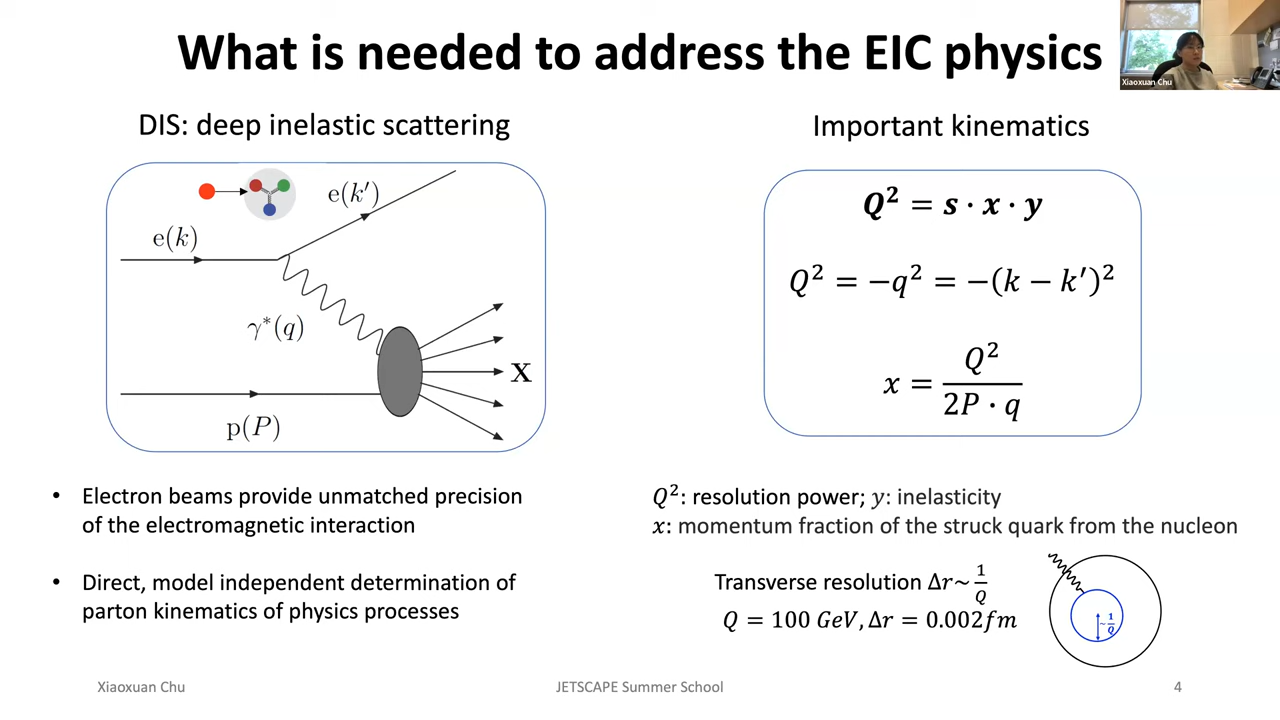 What is needed to address the EIC physics
Xiaoxuan Chu
DIS: deep inelastic scattering
e(k')
e(k)
γ*(q)
X
p(P)
• Electron beams provide unmatched precision
of the electromagnetic interaction
• Direct, model independent determination of
parton kinematics of physics processes
Important kinematics
Q² = s · x · y
Q² = −q² = −(k − k′)²
x = Q² / 2P · q
Q²: resolution power; y: inelasticity
x: momentum fraction of the struck quark from the nucleon
Transverse resolution Δr~ 1/Q
Q = 100 GeV, Δr = 0.002fm
~ 1/Q
Xiaoxuan Chu
JETSCAPE Summer School
4